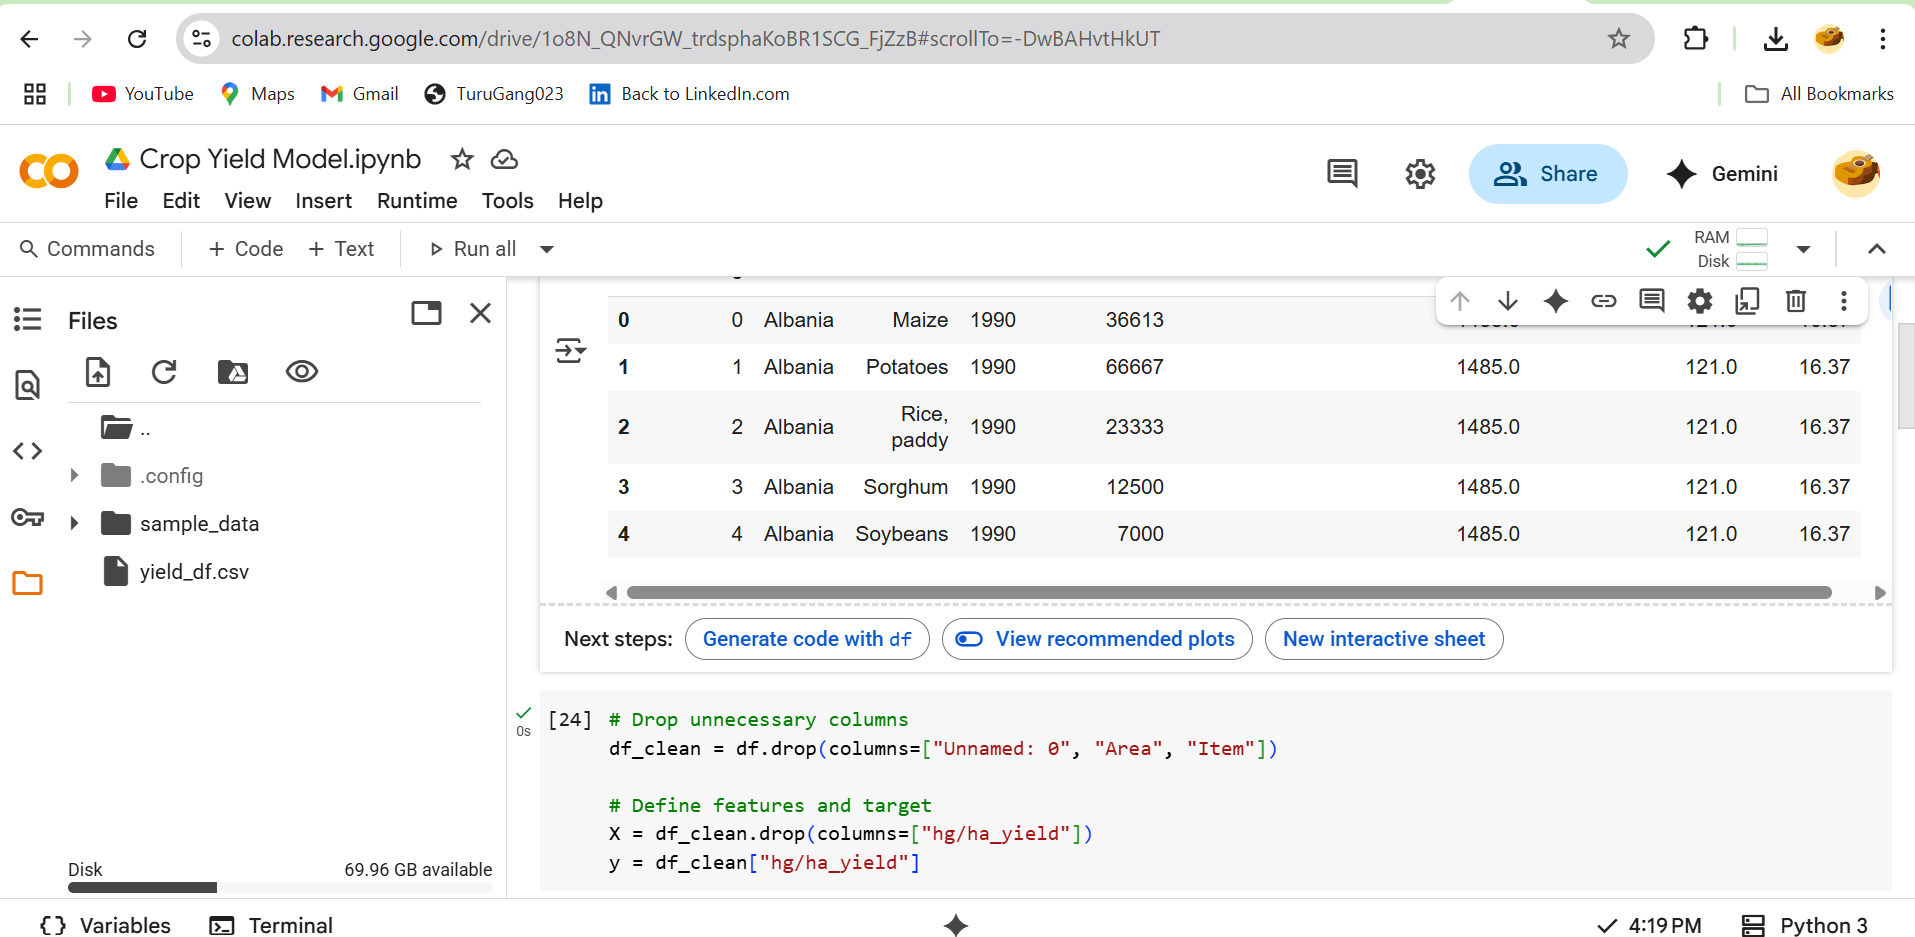 colab.research.google.com/drive/1o8N_QNvrGW_trdsphaKoBR1SCG_FjZzB#scrollTo=-DwBAHvtHkUT
YouTube Maps Gmail TuruGang023 Back to LinkedIn.com All Bookmarks
Crop Yield Model.ipynb
File Edit View Insert Runtime Tools Help
Share Gemini
Commands + Code + Text Run all
RAM
Disk
Files
..
.config
sample_data
yield_df.csv
Disk 69.96 GB available
0 0 Albania Maize 1990 36613
1 1 Albania Potatoes 1990 66667 1485.0 121.0 16.37
2 2 Albania Rice, paddy 1990 23333 1485.0 121.0 16.37
3 3 Albania Sorghum 1990 12500 1485.0 121.0 16.37
4 4 Albania Soybeans 1990 7000 1485.0 121.0 16.37
Next steps: Generate code with df View recommended plots New interactive sheet
0s
[24] # Drop unnecessary columns
df_clean = df.drop(columns=["Unnamed: 0", "Area", "Item"])
# Define features and target
X = df_clean.drop(columns=["hg/ha_yield"])
y = df_clean["hg/ha_yield"]
{} Variables Terminal 4:19 PM Python 3